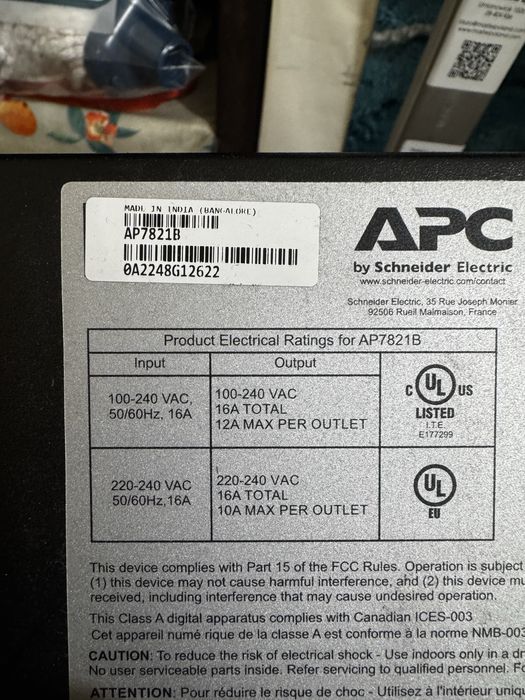 MADE IN INDIA (BANGALORE)
AP7821B
0A2248G12622
APC
by Schneider Electric
www.schneider-electric.com/contact
Schneider Electric, 35 Rue Joseph Monier
92506 Rueil Malmaison, France
Product Electrical Ratings for AP7821B
Input
Output
100-240 VAC,
50/60Hz, 16A
100-240 VAC
16A TOTAL
12A MAX PER OUTLET
C UL US
LISTED
I.T.E.
E177299
220-240 VAC
50/60Hz,16A
220-240 VAC
16A TOTAL
10A MAX PER OUTLET
UL
EU
This device complies with Part 15 of the FCC Rules. Operation is subject
(1) this device may not cause harmful interference, and (2) this device mu
received, including interference that may cause undesired operation.
This Class A digital apparatus complies with Canadian ICES-003
Cet appareil numé rique de la classe A est conforme à la norme NMB-003
CAUTION: To reduce the risk of electrical shock - Use indoors only in a dr
No user serviceable parts inside. Refer servicing to qualified personnel. Fo
ATTENTION: Pour réduire le risque de choc - Utilisez à l'intérieur uniq